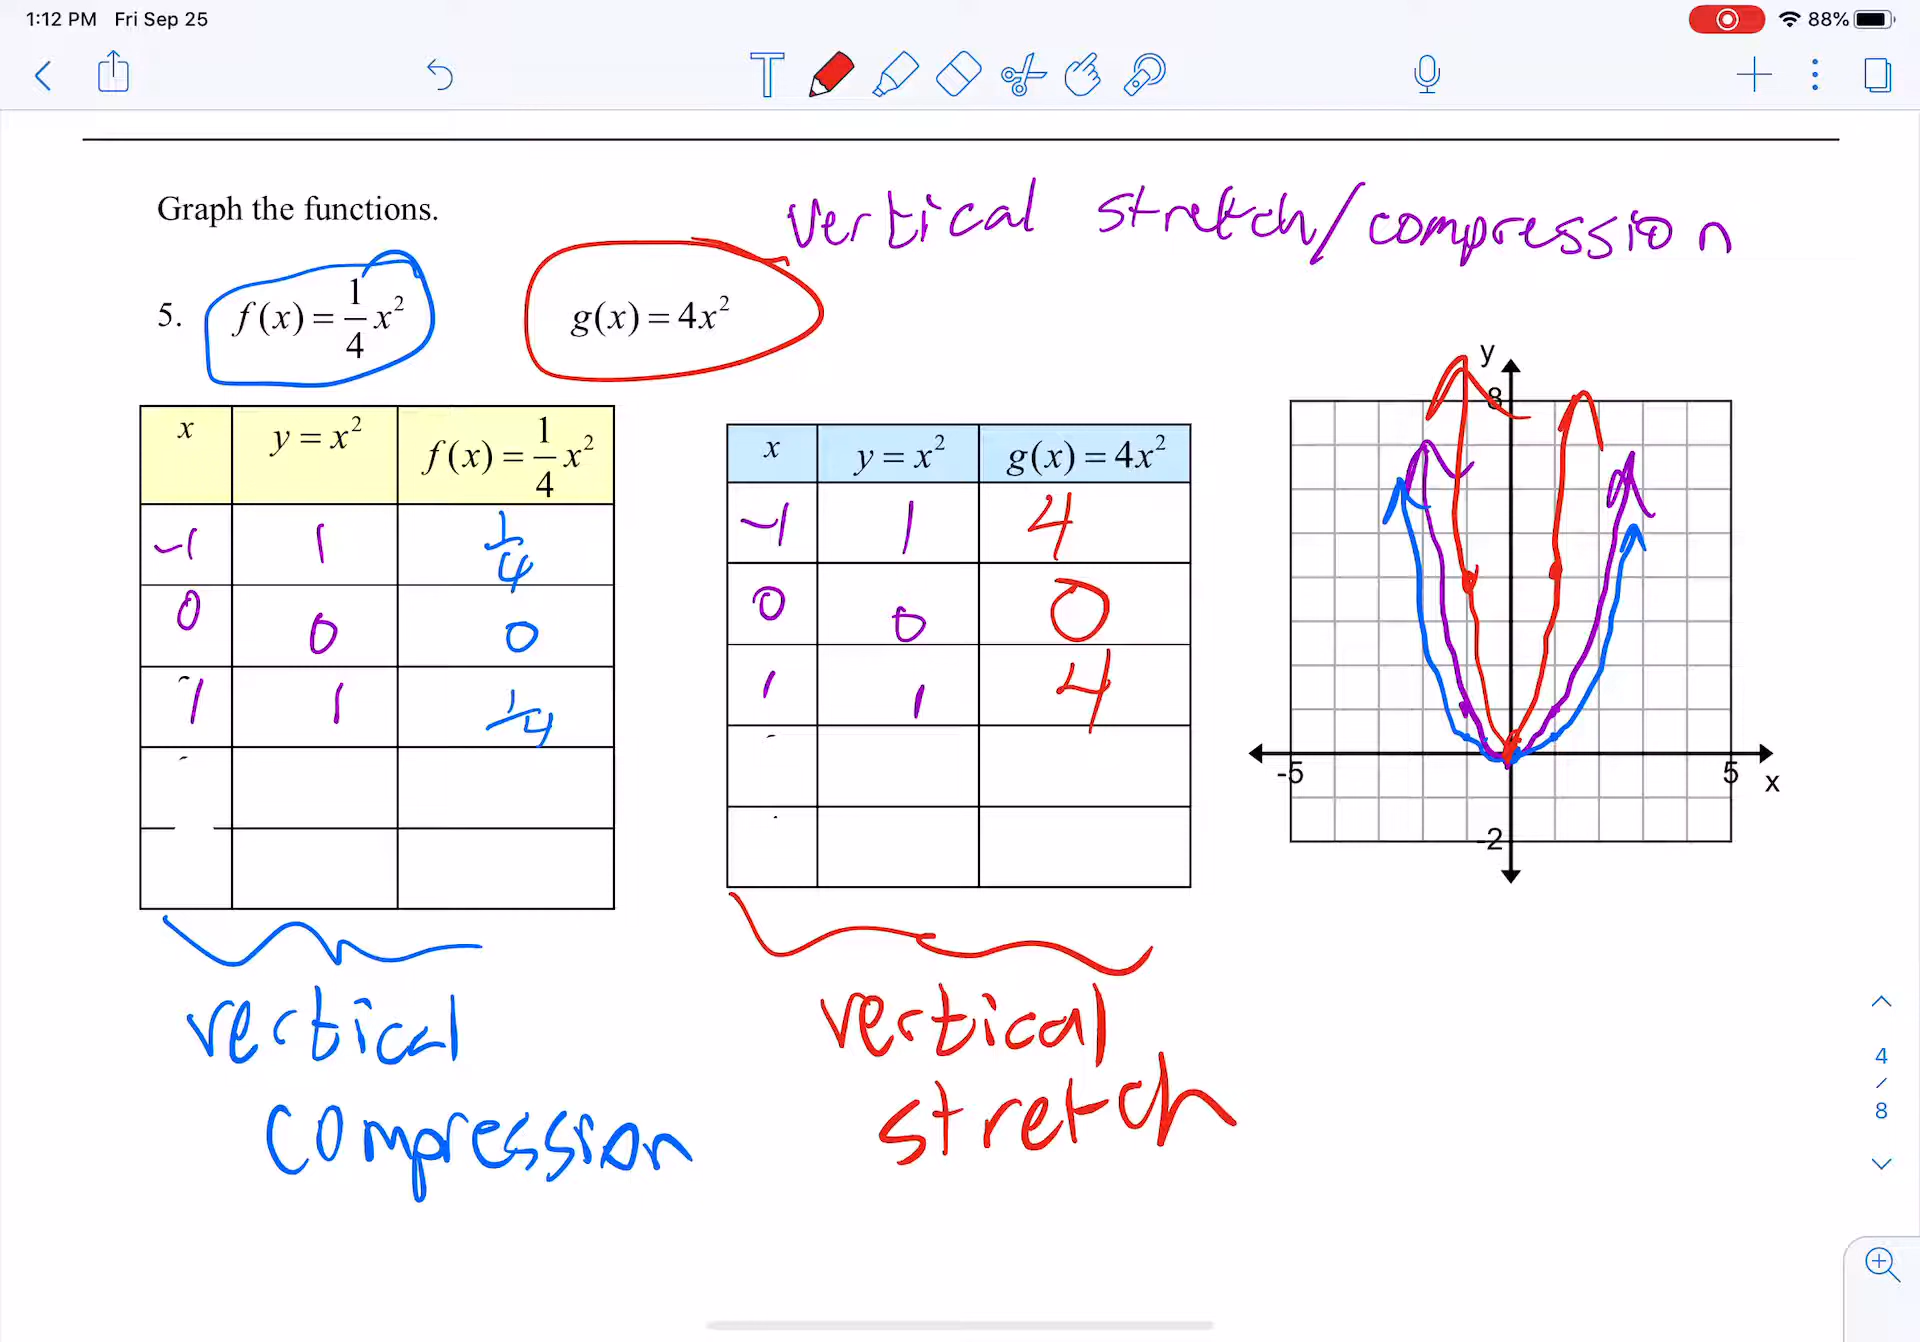 1:12 PM Fri Sep 25
88%
Graph the functions.
vertical stretch/compression
5. f(x) = 1/4 x² g(x) = 4x²
x y = x² f(x) = 1/4 x²
-1 1 1/4
0 0 0
1 1 1/4
x y = x² g(x) = 4x²
-1 1 4
0 0 0
1 1 4
y
8
-5 5 x
-2
vertical
compression
vertical
stretch
4
/
8